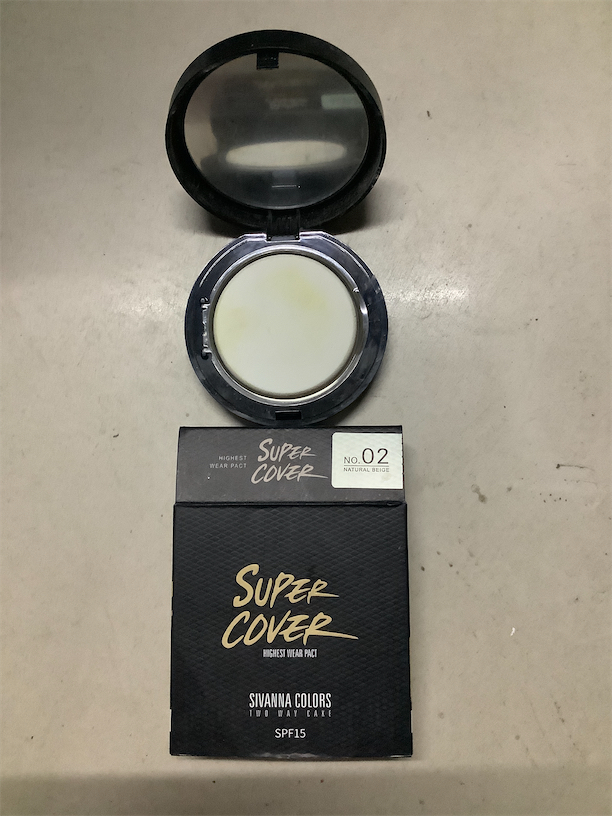 HIGHEST
WEAR PACT
SUPER
COVER
NO.02
NATURAL BEIGE
SUPER
COVER
HIGHEST WEAR PACT
SIVANNA COLORS
TWO WAY CAKE
SPF15